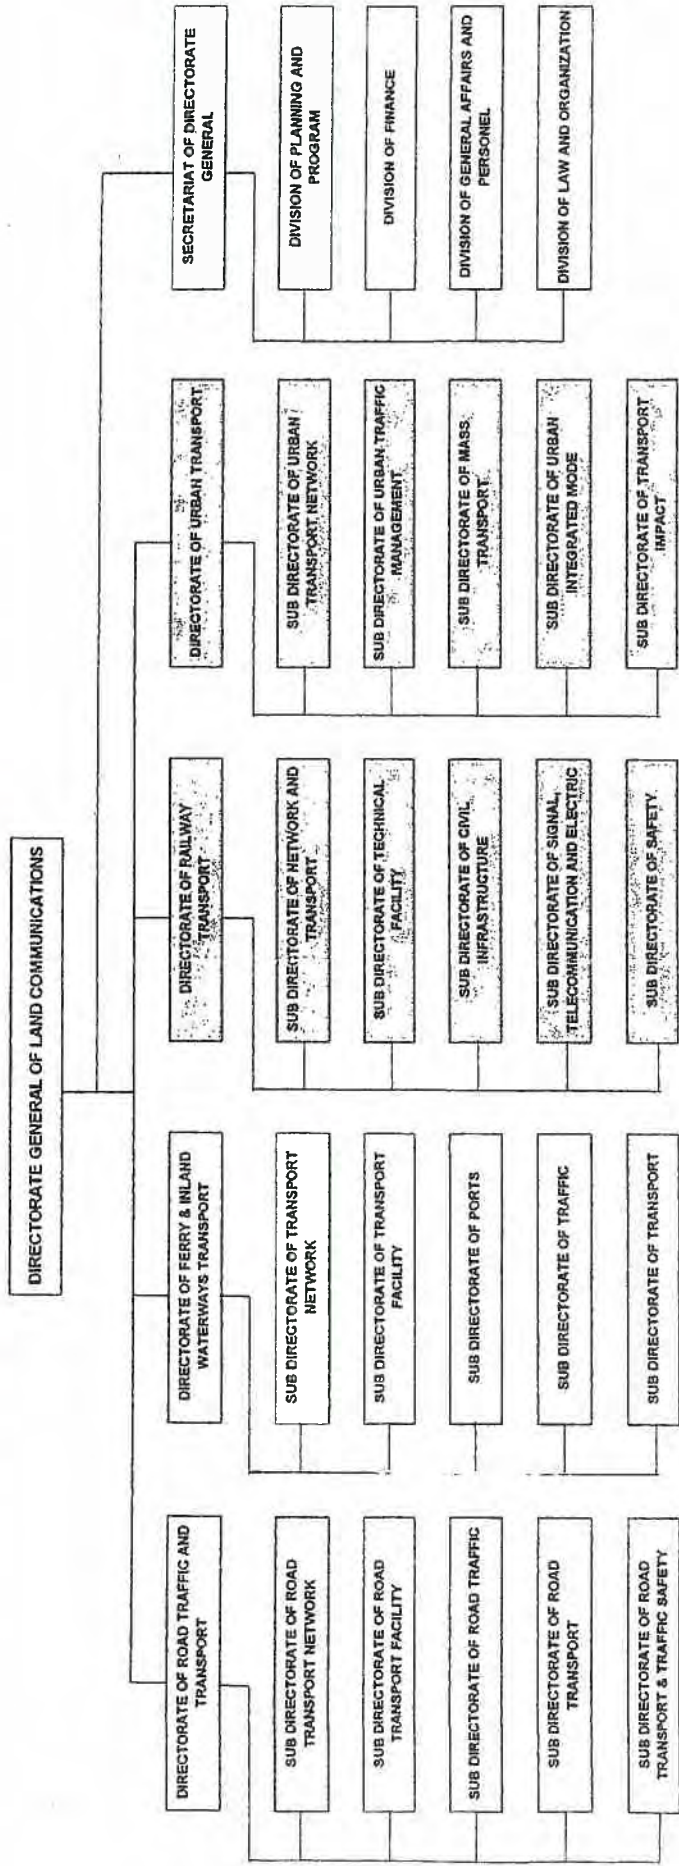 DIRECTORATE GENERAL OF LAND COMMUNICATIONS
DIRECTORATE OF ROAD TRAFFIC AND
TRANSPORT
SUB DIRECTORATE OF ROAD
TRANSPORT NETWORK
SUB DIRECTORATE OF ROAD
TRANSPORT FACILITY
SUB DIRECTORATE OF ROAD TRAFFIC
SUB DIRECTORATE OF ROAD
TRANSPORT
SUB DIRECTORATE OF ROAD
TRANSPORT & TRAFFIC SAFETY
DIRECTORATE OF FERRY & INLAND
WATERWAYS TRANSPORT
SUB DIRECTORATE OF TRANSPORT
NETWORK
SUB DIRECTORATE OF TRANSPORT
FACILITY
SUB DIRECTORATE OF PORTS
SUB DIRECTORATE OF TRAFFIC
SUB DIRECTORATE OF TRANSPORT
DIRECTORATE OF RAILWAY
TRANSPORT
SUB DIRECTORATE OF NETWORK AND
TRANSPORT
SUB DIRECTORATE OF TECHNICAL
FACILITY
SUB DIRECTORATE OF CIVIL
INFRASTRUCTURE
SUB DIRECTORATE OF SIGNAL,
TELECOMMUNICATION AND ELECTRIC
SUB DIRECTORATE OF SAFETY
DIRECTORATE OF URBAN TRANSPORT
SUB DIRECTORATE OF URBAN
TRANSPORT NETWORK
SUB DIRECTORATE OF URBAN TRAFFIC
MANAGEMENT
SUB DIRECTORATE OF MASS
TRANSPORT
SUB DIRECTORATE OF URBAN
INTEGRATED MODE
SUB DIRECTORATE OF TRANSPORT
IMPACT
SECRETARIAT OF DIRECTORATE
GENERAL
DIVISION OF PLANNING AND
PROGRAM
DIVISION OF FINANCE
DIVISION OF GENERAL AFFAIRS AND
PERSONEL
DIVISION OF LAW AND ORGANIZATION